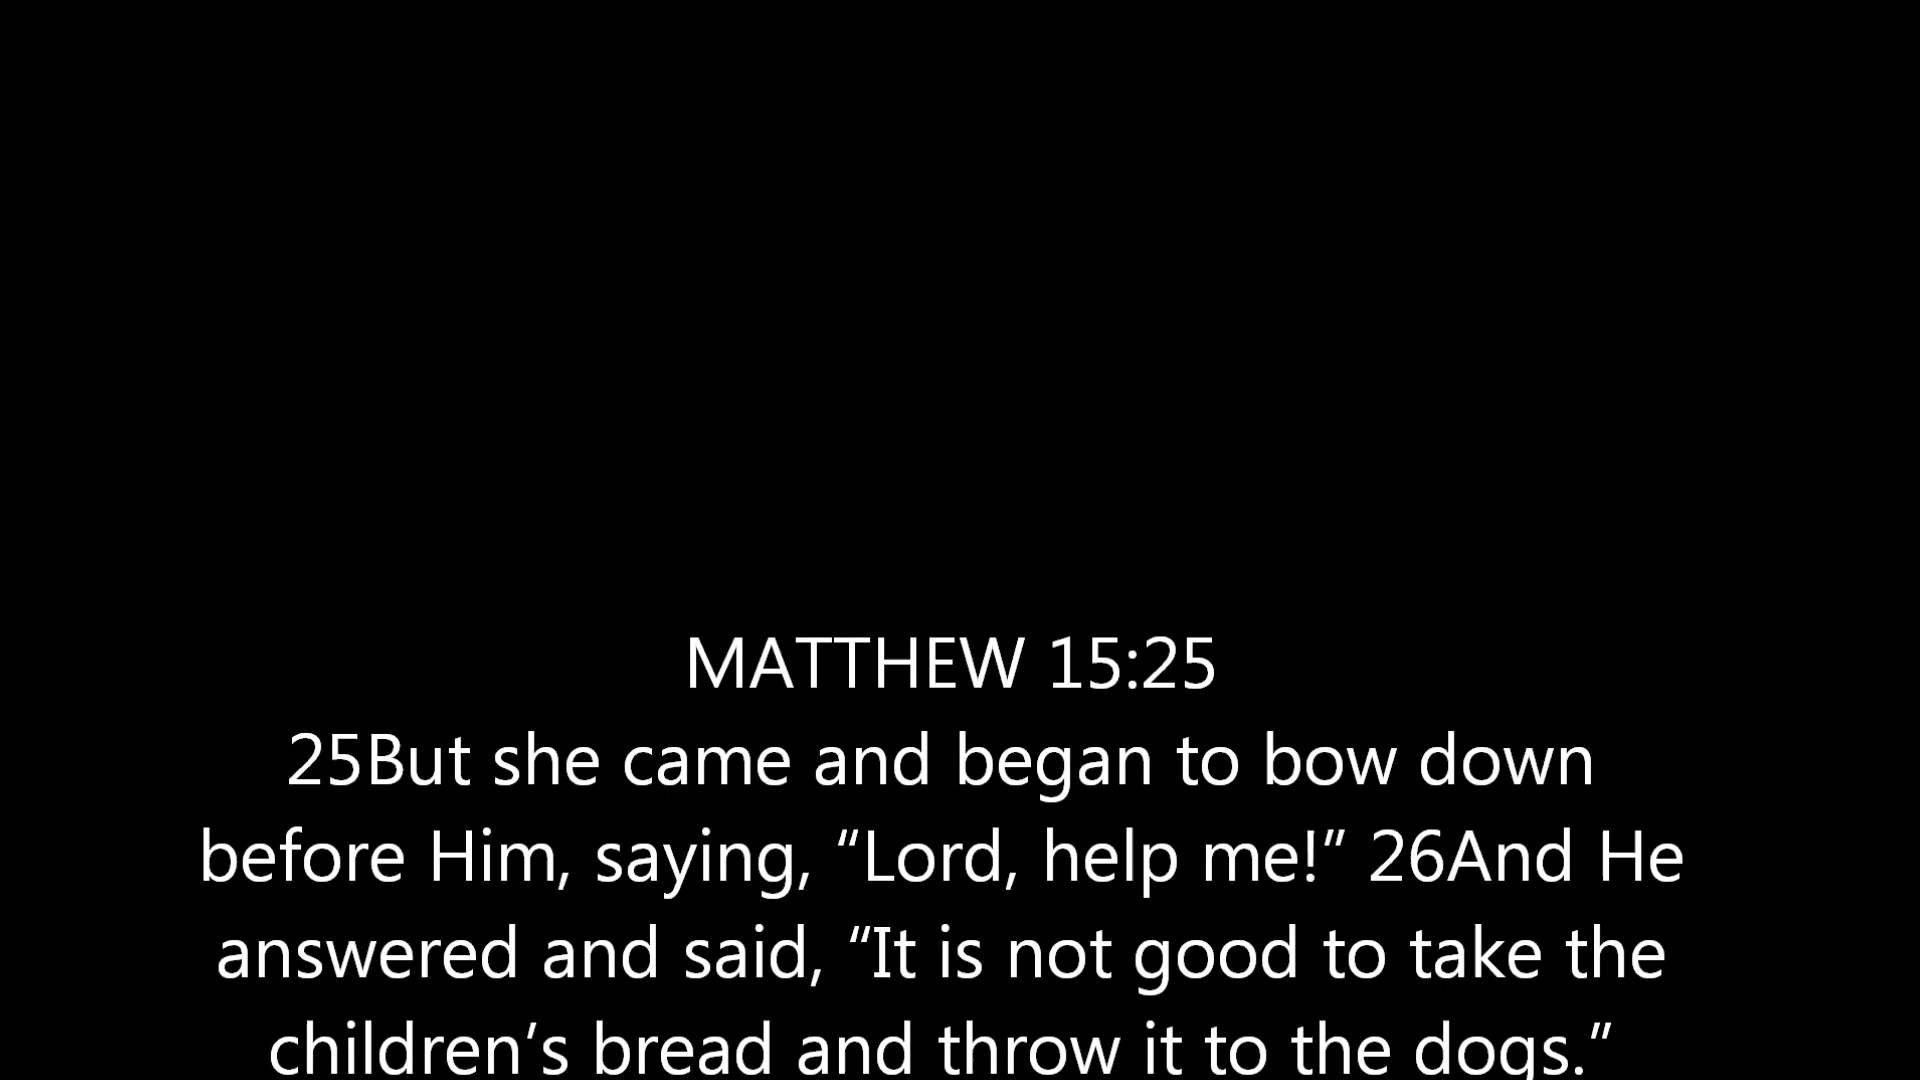 MATTHEW 15:25
25But she came and began to bow down
before Him, saying, “Lord, help me!” 26And He
answered and said, “It is not good to take the
children’s bread and throw it to the dogs.”